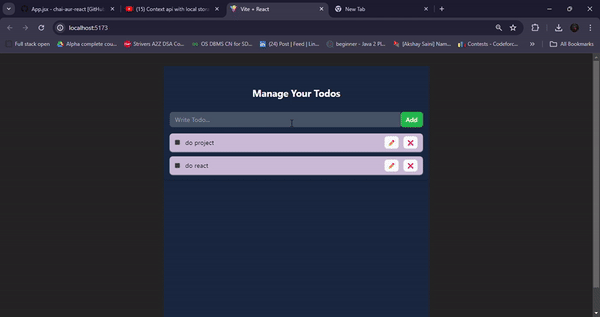 App.jsx - chai-aur-react [GitHub
(15) Context api with local stora
Vite + React
New Tab
localhost:5173
Full stack open
Alpha complete cou...
Strivers A2Z DSA Co...
OS DBMS CN for SD...
(24) Post | Feed | Lin...
beginner - Java 2 Pl...
[Akshay Saini] Nam...
Contests - Codeforc...
»
All Bookmarks
Manage Your Todos
Write Todo...
Add
do project
do react